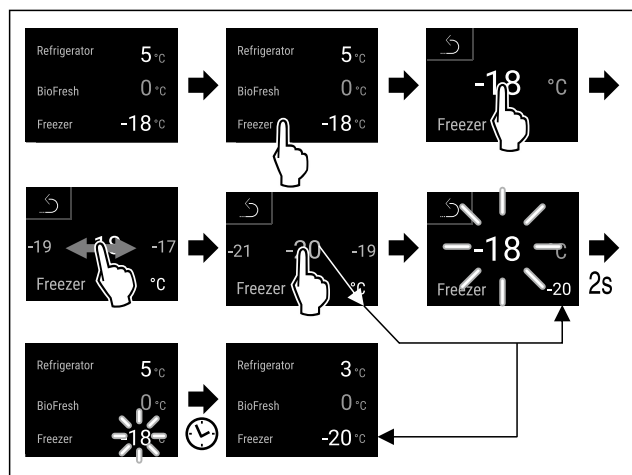 Refrigerator 5 °C
BioFresh 0 °C
Freezer -18 °C
Refrigerator 5 °C
BioFresh 0 °C
Freezer -18 °C
-18 °C
Freezer
-19 -17
Freezer °C
-21 -20 -19
Freezer °C
-18 °C
Freezer -20
2s
Refrigerator 5 °C
BioFresh 0 °C
Freezer -18 °C
Refrigerator 3 °C
BioFresh 0 °C
Freezer -20 °C